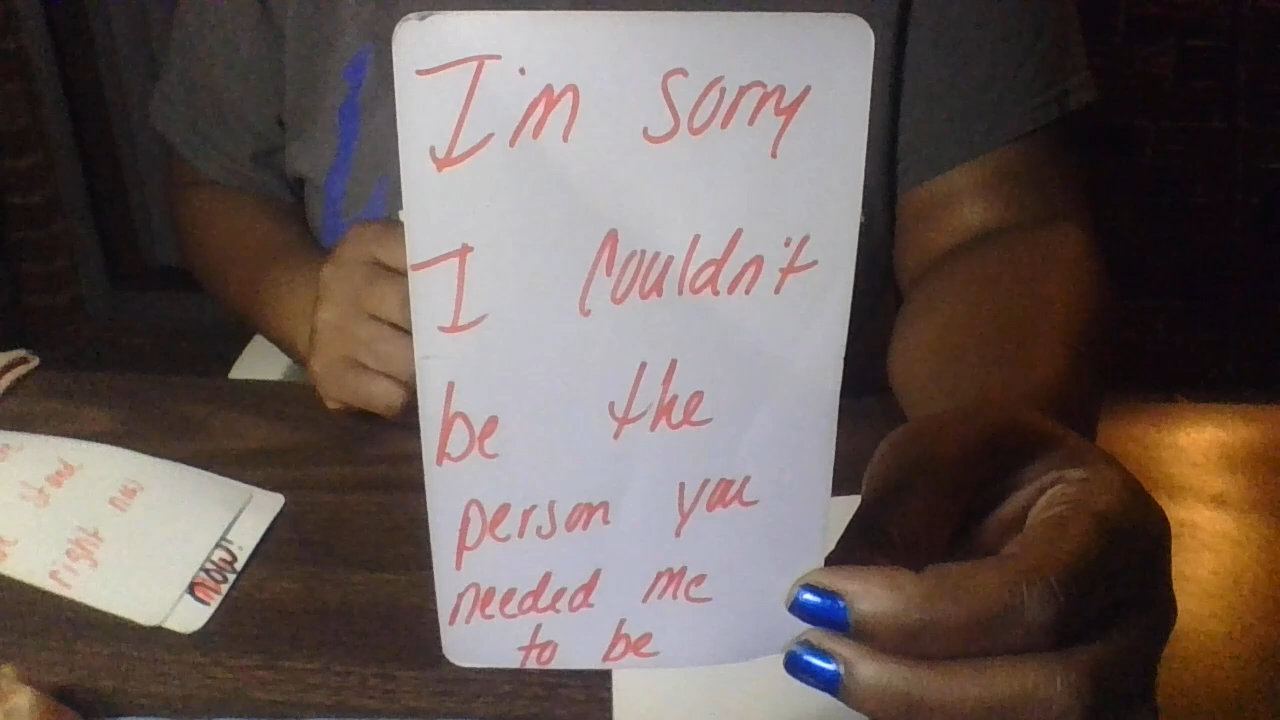 I'm sorry
I couldn't
be the
person you
needed me
to be
right now
now!